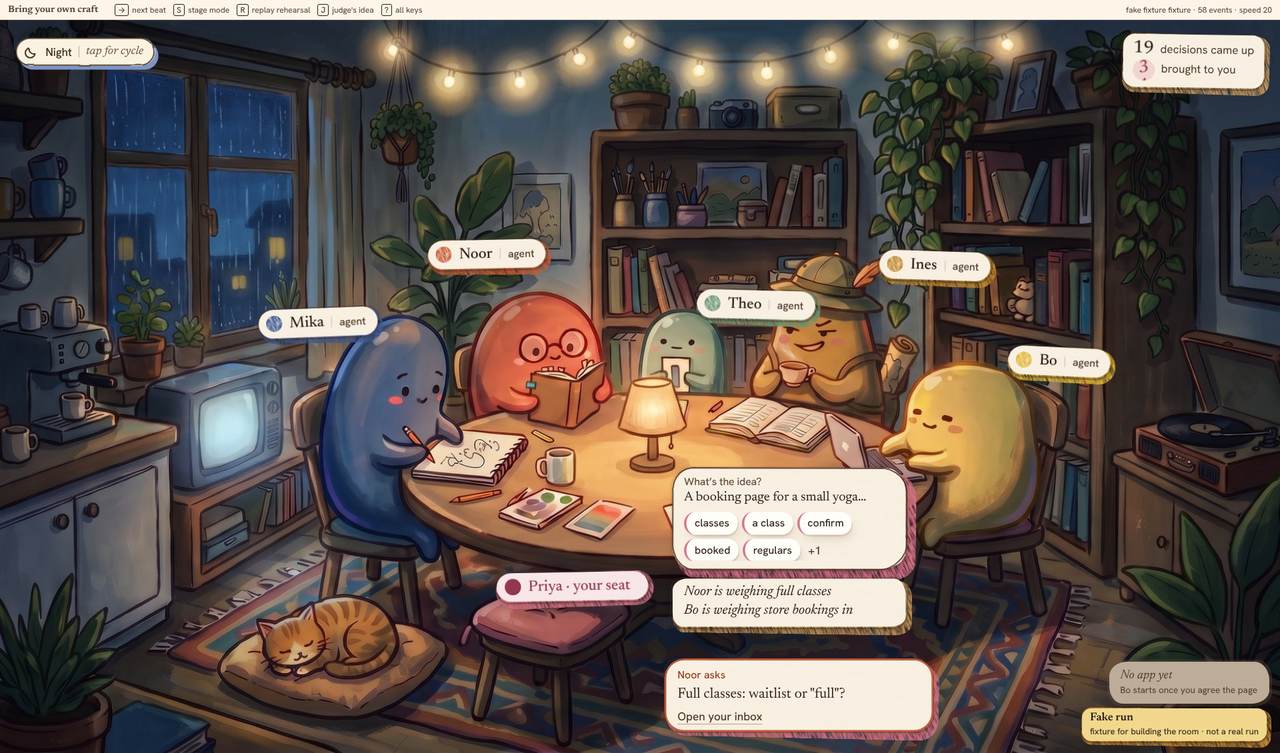 Bring your own craft
→ next beat
S stage mode
R replay rehearsal
J judge's idea
? all keys
fake fixture fixture · 58 events · speed 20
Night | tap for cycle
19 decisions came up
3 brought to you
Noor | agent
Ines | agent
Theo | agent
Mika | agent
Bo | agent
What's the idea?
A booking page for a small yoga...
classes
a class
confirm
booked
regulars
+1
Priya · your seat
Noor is weighing full classes
Bo is weighing store bookings in
Noor asks
Full classes: waitlist or "full"?
Open your inbox
No app yet
Bo starts once you agree the page
Fake run
fixture for building the room · not a real run